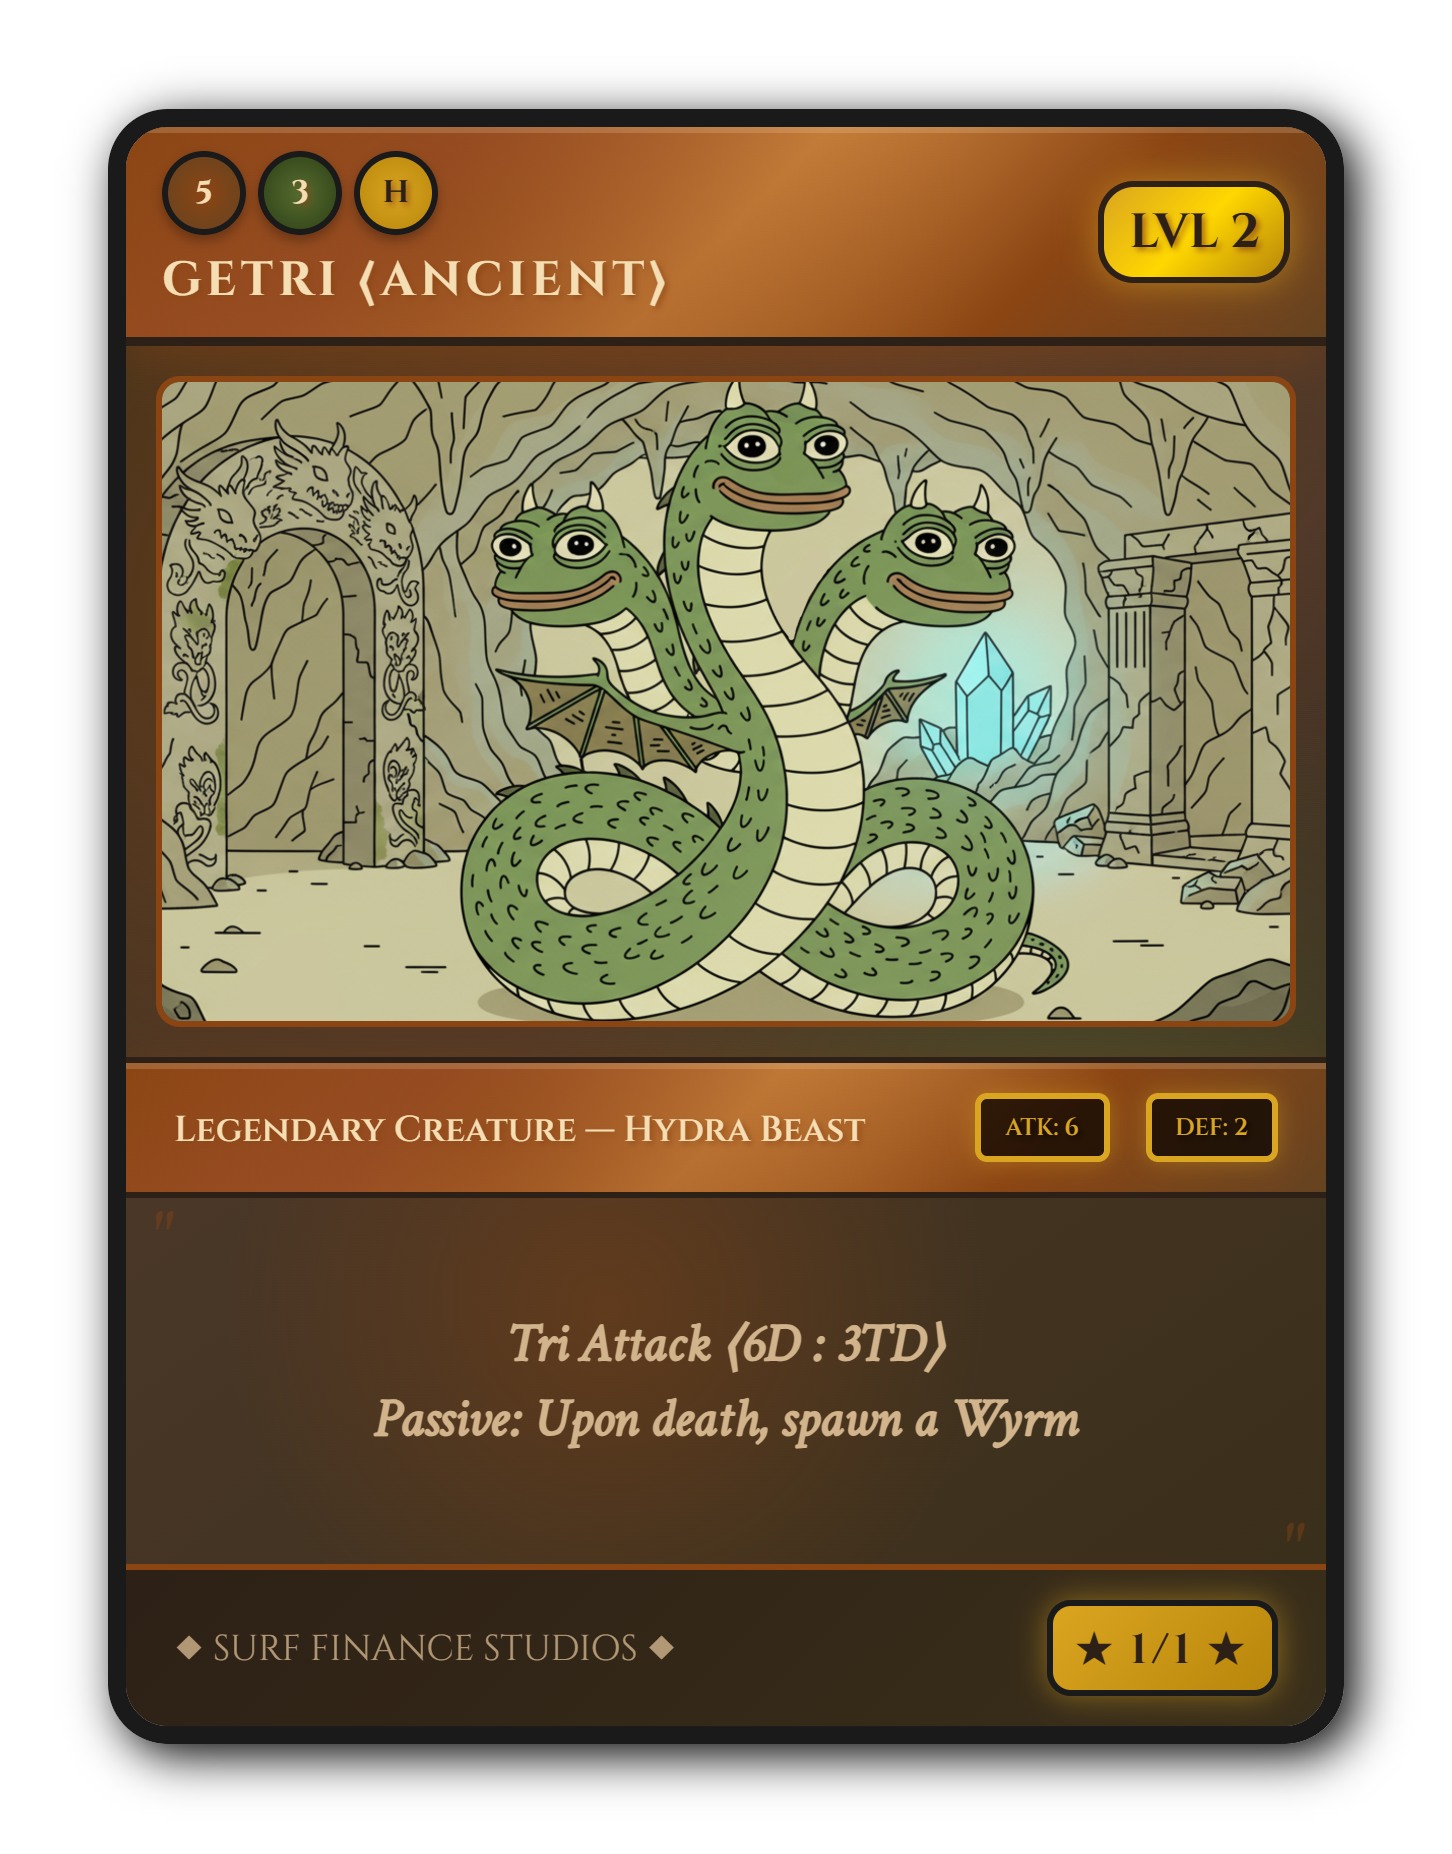 5 3 H
GETRI ⟨ANCIENT⟩
LVL 2
LEGENDARY CREATURE — HYDRA BEAST
ATK: 6
DEF: 2
"
Tri Attack ⟨6D : 3TD⟩
Passive: Upon death, spawn a Wyrm
"
◆ SURF FINANCE STUDIOS ◆
★ 1/1 ★